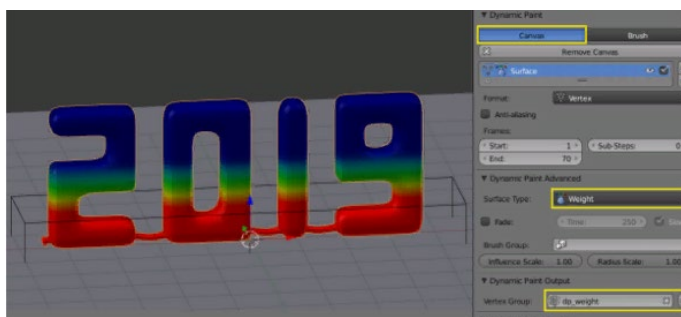 2019
▼ Dynamic Paint
Canvas Brush
Remove Canvas
Surface
Format: Vertex
Anti-aliasing
Frames:
Start: 1 Sub-Steps: 0
End: 70
▼ Dynamic Paint Advanced
Surface Type: Weight
Fade: Time: 250
Brush Group:
Influence Scale: 1.00 Radius Scale: 1.00
▼ Dynamic Paint Output
Vertex Group: dp_weight